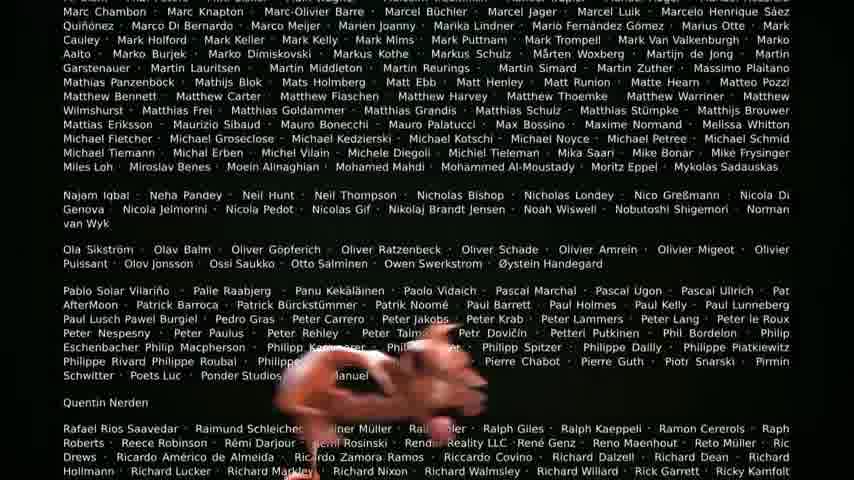 Marc Chambon · Marc Knapton · Marc-Olivier Barre · Marcel Büchler · Marcel Jager · Marcel Luik · Marcelo Henrique Sáez
Quiñónez · Marco Di Bernardo · Marco Meijer · Marien Joanny · Marika Lindner · Mario Fernández Gómez · Marius Otte · Mark
Cauley · Mark Holford · Mark Keller · Mark Kelly · Mark Mims · Mark Puttnam · Mark Trompell · Mark Van Valkenburgh · Marko
Aalto · Marko Burjek · Marko Dimiskovski · Markus Kothe · Markus Schulz · Mårten Woxberg · Martijn de Jong · Martin
Garstenauer · Martin Lauritsen · Martin Middleton · Martin Reurings · Martin Simard · Martin Zuther · Massimo Plaitano
Mathias Panzenböck · Mathijs Blok · Mats Holmberg · Matt Ebb · Matt Henley · Matt Runion · Matte Hearn · Matteo Pozzi
Matthew Bennett · Matthew Carter · Matthew Flaschen · Matthew Harvey · Matthew Thoemke · Matthew Warriner · Matthew
Wilmshurst · Matthias Frei · Matthias Goldammer · Matthias Grandis · Matthias Schulz · Matthias Stümpke · Matthijs Brouwer
Mattias Eriksson · Maurizio Sibaud · Mauro Bonecchi · Mauro Palatucci · Max Bossino · Maxime Normand · Melissa Whitton
Michael Fletcher · Michael Groseclose · Michael Kedzierski · Michael Kotschi · Michael Noyce · Michael Petree · Michael Schmid
Michael Tiemann · Michal Erben · Michel Vilain · Michele Diegoli · Michiel Tieleman · Mika Saari · Mike Bonar · Mike Frysinger
Miles Loh · Miroslav Benes · Moein Allnaghian · Mohamed Mahdi · Mohammed Al-Moustady · Moritz Eppel · Mykolas Sadauskas
Najam Iqbal · Neha Pandey · Neil Hunt · Neil Thompson · Nicholas Bishop · Nicholas Londey · Nico Greßmann · Nicola Di
Genova · Nicola Jelmorini · Nicola Pedot · Nicolas Gif · Nikolaj Brandt Jensen · Noah Wiswell · Nobutoshi Shigemori · Norman
van Wyk
Ola Sikström · Olav Balm · Oliver Göpferich · Oliver Ratzenbeck · Oliver Schade · Olivier Amrein · Olivier Migeot · Olivier
Puissant · Olov Jonsson · Ossi Saukko · Otto Salminen · Owen Swerkstrom · Øystein Handegard
Pablo Solar Vilariño · Palle Raabjerg · Panu Kekäläinen · Paolo Vidaich · Pascal Marchal · Pascal Ugon · Pascal Ullrich · Pat
AfterMoon · Patrick Barroca · Patrick Bürckstümmer · Patrik Noomé · Paul Barrett · Paul Holmes · Paul Kelly · Paul Lunneberg
Paul Lusch Pawel Burgiel · Pedro Gras · Peter Carrero · Peter Jakobs · Peter Krab · Peter Lammers · Peter Lang · Peter le Roux
Peter Nespesny · Peter Paulus · Peter Rehley · Peter · Petr Dovičín · Petteri Putkinen · Phil Bordelon · Philip
Eschenbacher Philip Macpherson · Philipp · Philipp Spitzer · Philippe Dailly · Philippe Piatkiewitz
Philippe Rivard Philippe Roubal · Philippe Pierre Chabot · Pierre Guth · Piotr Snarski · Pirmin
Schwitter · Poets Luc · Ponder Studios
Quentin Nerden
Rafael Rios Saavedar · Raimund Müller · Ralph Giles · Ralph Kaeppeli · Ramon Cererols · Raph
Roberts · Reece Robinson · Rémi Darjour · Rosinski · Reality LLC · René Genz · Reno Maenhout · Reto Müller · Ric
Drews · Ricardo Américo de Almeida · Ricardo Zamora Ramos · Riccardo Covino · Richard Dalzell · Richard Dean · Richard
Hollmann · Richard Lucker · Richard Markley · Richard Nixon · Richard Walmsley · Richard Willard · Rick Garrett · Ricky Kamfolt